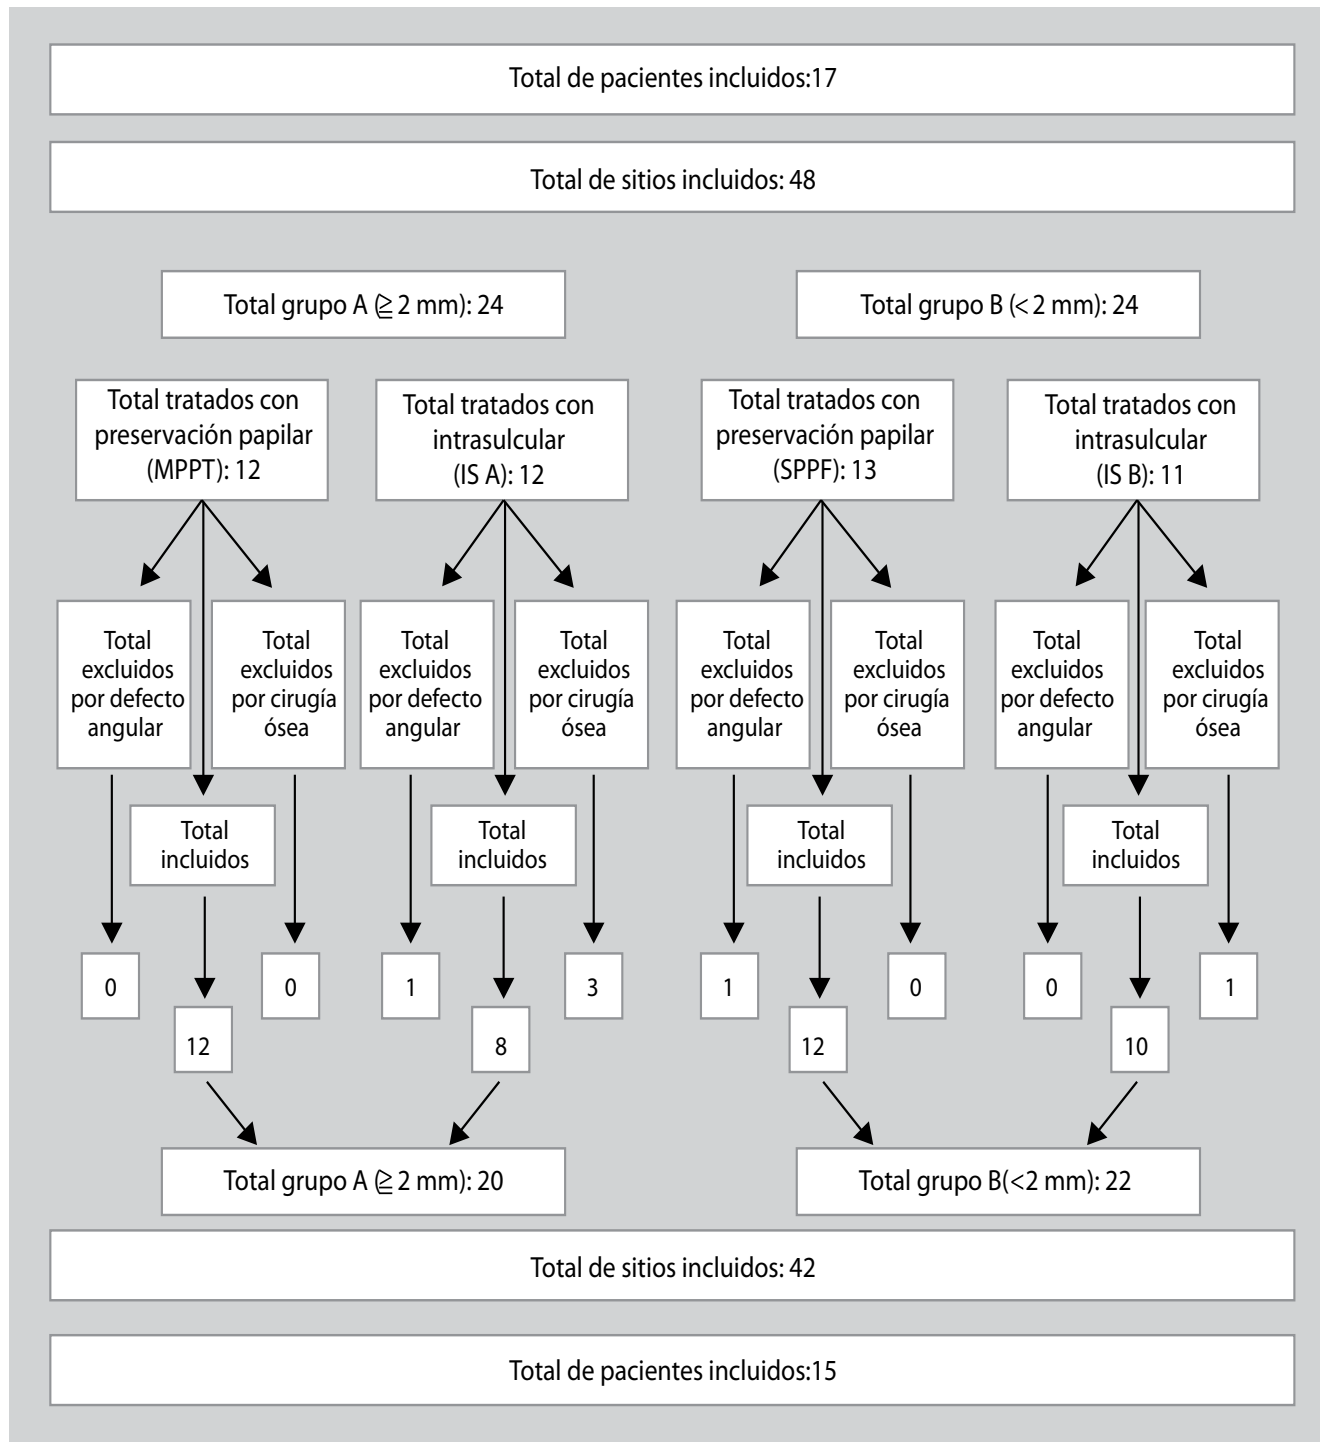 Total de pacientes incluidos:17
Total de sitios incluidos: 48
Total grupo A (≧ 2 mm): 24
Total grupo B (< 2 mm): 24
Total tratados con
preservación papilar
(MPPT): 12
Total tratados con
intrasulcular
(IS A): 12
Total tratados con
preservación papilar
(SPPF): 13
Total tratados con
intrasulcular
(IS B): 11
Total
excluidos
por defecto
angular
Total
excluidos
por cirugía
ósea
Total
excluidos
por defecto
angular
Total
excluidos
por cirugía
ósea
Total
excluidos
por defecto
angular
Total
excluidos
por cirugía
ósea
Total
excluidos
por defecto
angular
Total
excluidos
por cirugía
ósea
Total
incluidos
Total
incluidos
Total
incluidos
Total
incluidos
0
0
1
3
1
0
0
1
12
8
12
10
Total grupo A (≧ 2 mm): 20
Total grupo B(<2 mm): 22
Total de sitios incluidos: 42
Total de pacientes incluidos:15